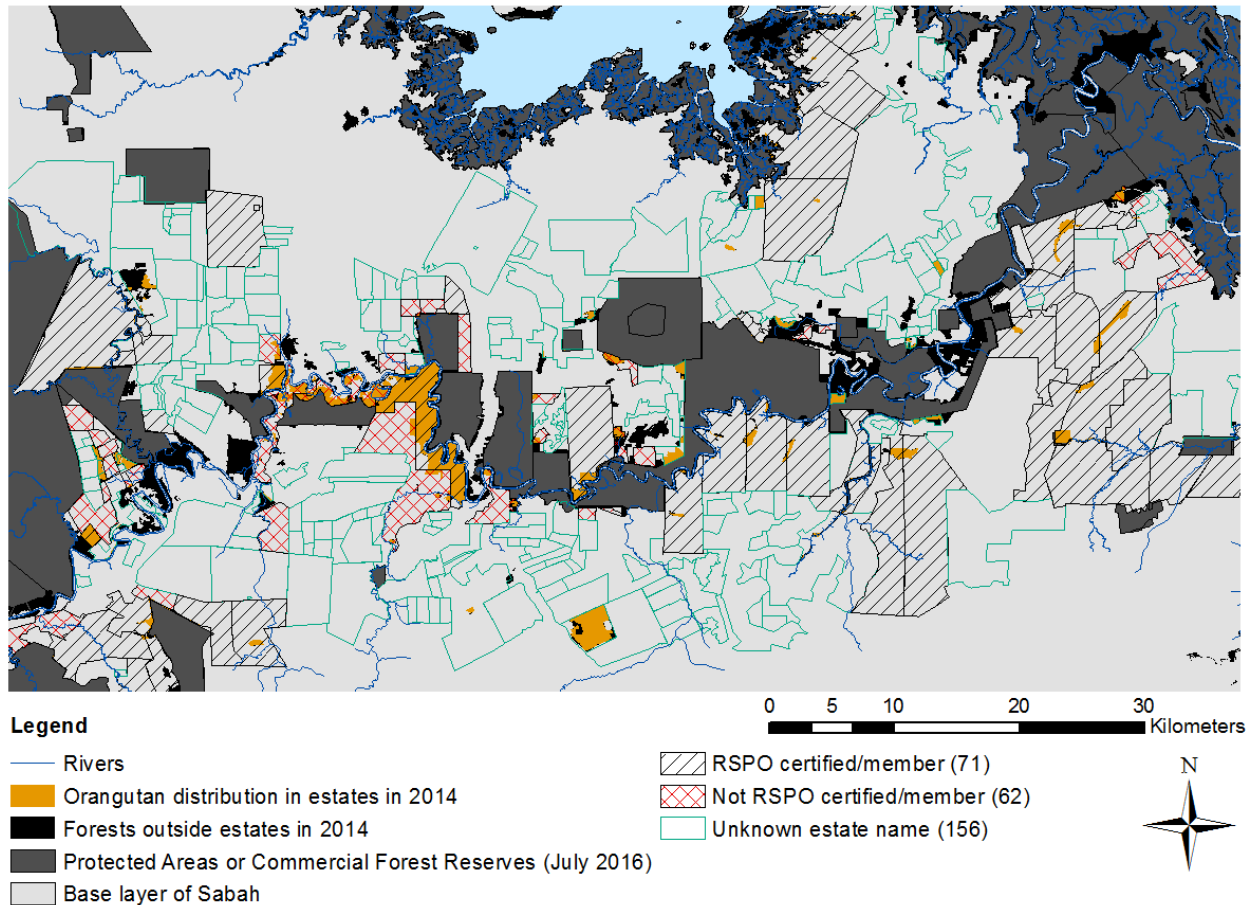 Legend
Rivers
Orangutan distribution in estates in 2014
Forests outside estates in 2014
Protected Areas or Commercial Forest Reserves (July 2016)
Base layer of Sabah
0 5 10 20 30
Kilometers
RSPO certified/member (71)
Not RSPO certified/member (62)
Unknown estate name (156)
N